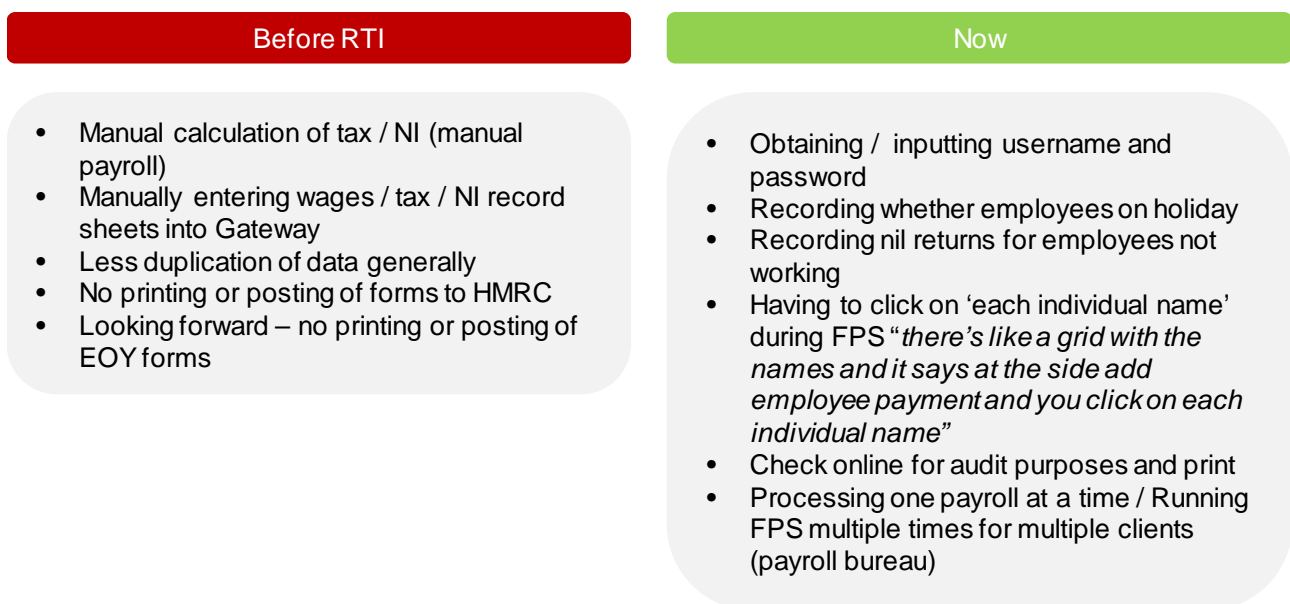 Before RTI
• Manual calculation of tax / NI (manual
payroll)
• Manually entering wages / tax / NI record
sheets into Gateway
• Less duplication of data generally
• No printing or posting of forms to HMRC
• Looking forward – no printing or posting of
EOY forms
Now
• Obtaining / inputting username and
password
• Recording whether employees on holiday
• Recording nil returns for employees not
working
• Having to click on ‘each individual name’
during FPS “there’s like a grid with the
names and it says at the side add
employee payment and you click on each
individual name”
• Check online for audit purposes and print
• Processing one payroll at a time / Running
FPS multiple times for multiple clients
(payroll bureau)